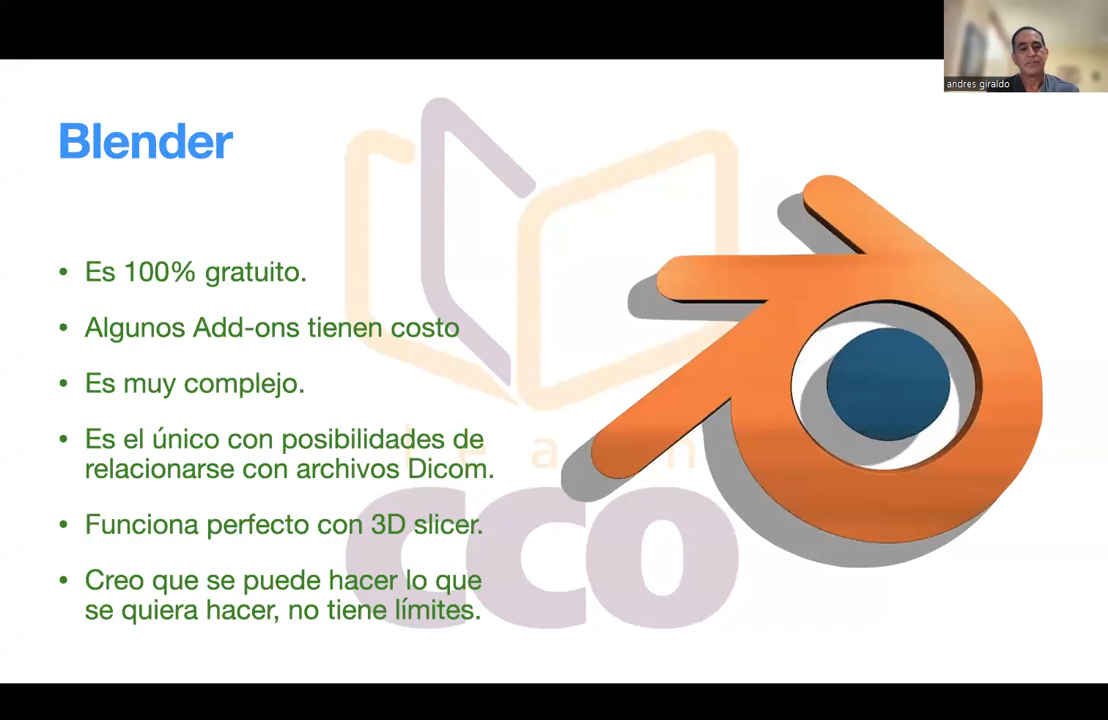 andres giraldo
Blender
• Es 100% gratuito.
• Algunos Add-ons tienen costo
• Es muy complejo.
• Es el único con posibilidades de
relacionarse con archivos Dicom.
• Funciona perfecto con 3D slicer.
• Creo que se puede hacer lo que
se quiera hacer, no tiene límites.
cco